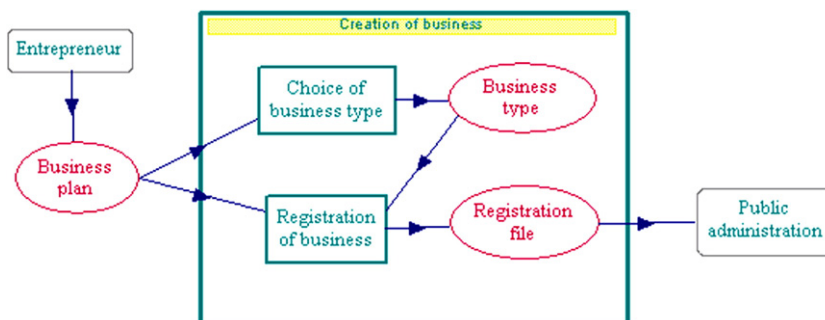 Creation of business
Entrepreneur
Choice of
business type
Business
type
Business
plan
Registration
of business
Registration
file
Public
administration